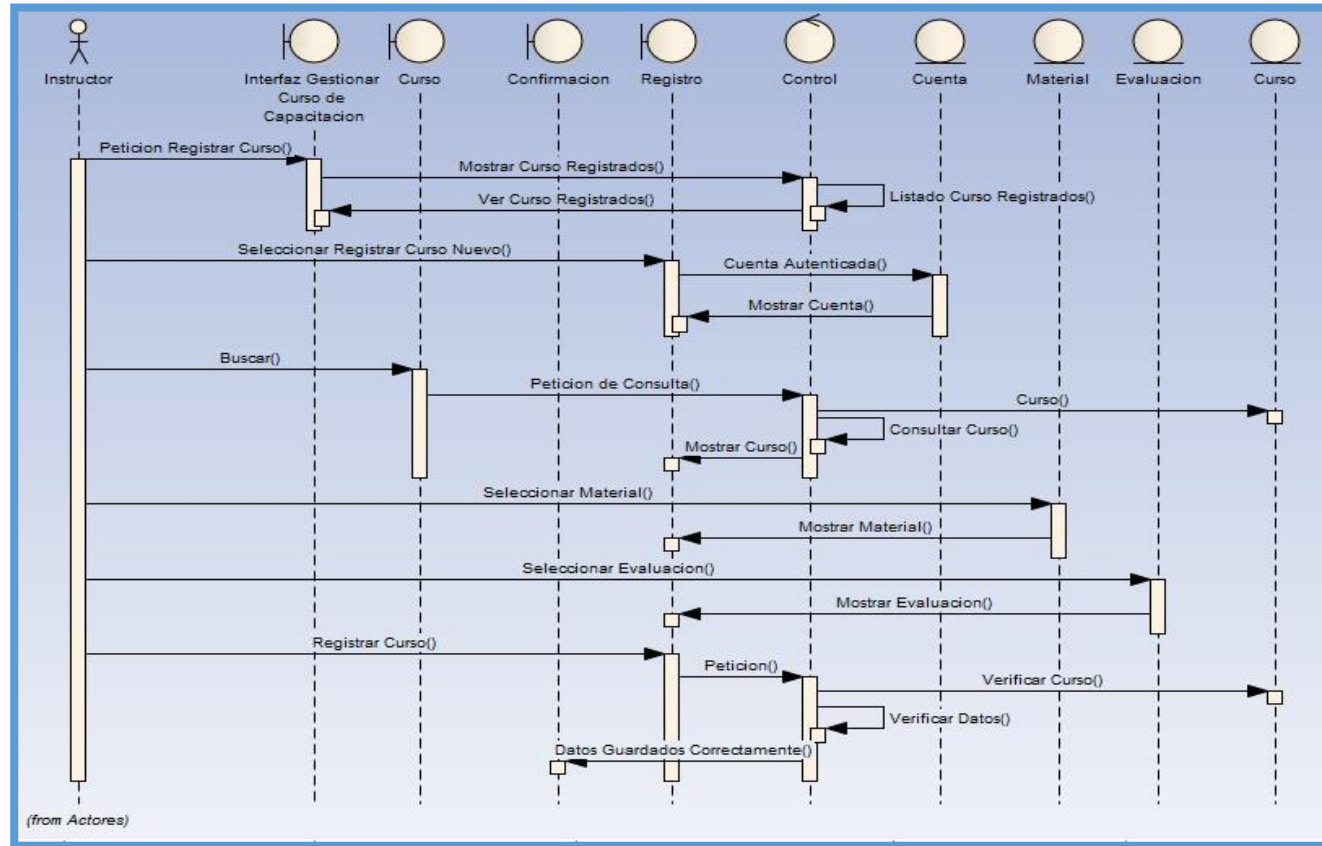 Instructor
Interfaz Gestionar
Curso de
Capacitacion
Curso
Confirmacion
Registro
Control
Cuenta
Material
Evaluacion
Curso
Peticion Registrar Curso()
Mostrar Curso Registrados()
Listado Curso Registrados()
Ver Curso Registrados()
Seleccionar Registrar Curso Nuevo()
Cuenta Autenticada()
Mostrar Cuenta()
Buscar()
Peticion de Consulta()
Curso()
Consultar Curso()
Mostrar Curso()
Seleccionar Material()
Mostrar Material()
Seleccionar Evaluacion()
Mostrar Evaluacion()
Registrar Curso()
Peticion()
Verificar Curso()
Verificar Datos()
Datos Guardados Correctamente()
(from Actores)